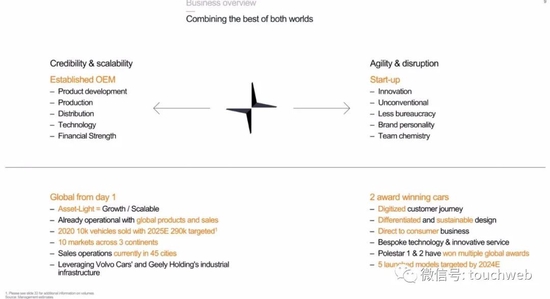 Business overview
Combining the best of both worlds
Credibility & scalability
Established OEM
– Product development
– Production
– Distribution
– Technology
– Financial Strength
Agility & disruption
Start-up
– Innovation
– Unconventional
– Less bureaucracy
– Brand personality
– Team chemistry
Global from day 1
– Asset-Light = Growth / Scalable
– Already operational with global products and sales
– 2020 10k vehicles sold with 2025E 290k targeted¹
– 10 markets across 3 continents
– Sales operations currently in 45 cities
– Leveraging Volvo Cars' and Geely Holding's industrial
infrastructure
2 award winning cars
– Digitized customer journey
– Differentiated and sustainable design
– Direct to consumer business
– Bespoke technology & innovative service
– Polestar 1 & 2 have won multiple global awards
– 5 launched models targeted by 2024E
1. Please see slide 31 for additional information on volumes.
Source: Management estimates
微信号: touchweb